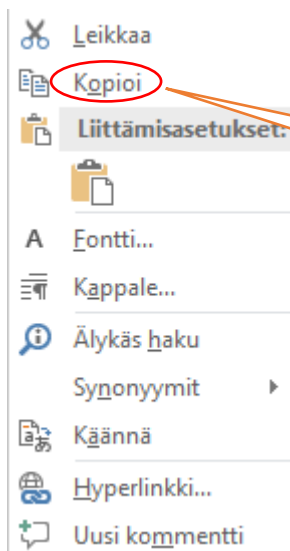 Leikkaa
Kopioi
Liittämisasetukset:
A Fontti...
Kappale...
Älykäs haku
Synonyymit
Käännä
Hyperlinkki...
Uusi kommentti